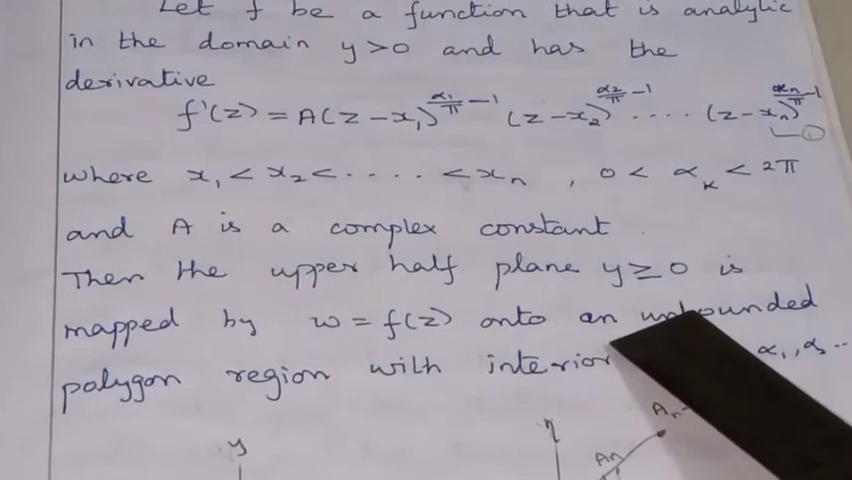 Let f be a function that is analytic
in the domain y>0 and has the
derivative
f'(z) = A(z-x₁)^(α₁/π -1) (z-x₂)^(α₂/π -1) .... (z-xₙ)^(αₙ/π -1) ①
where x₁ < x₂ < ..... < xₙ , 0 < αₖ < 2π
and A is a complex constant
Then the upper half plane y ≥ 0 is
mapped by w = f(z) onto an unbounded
polygon region with interior α₁,, α₂ ..
y
η
Aₙ